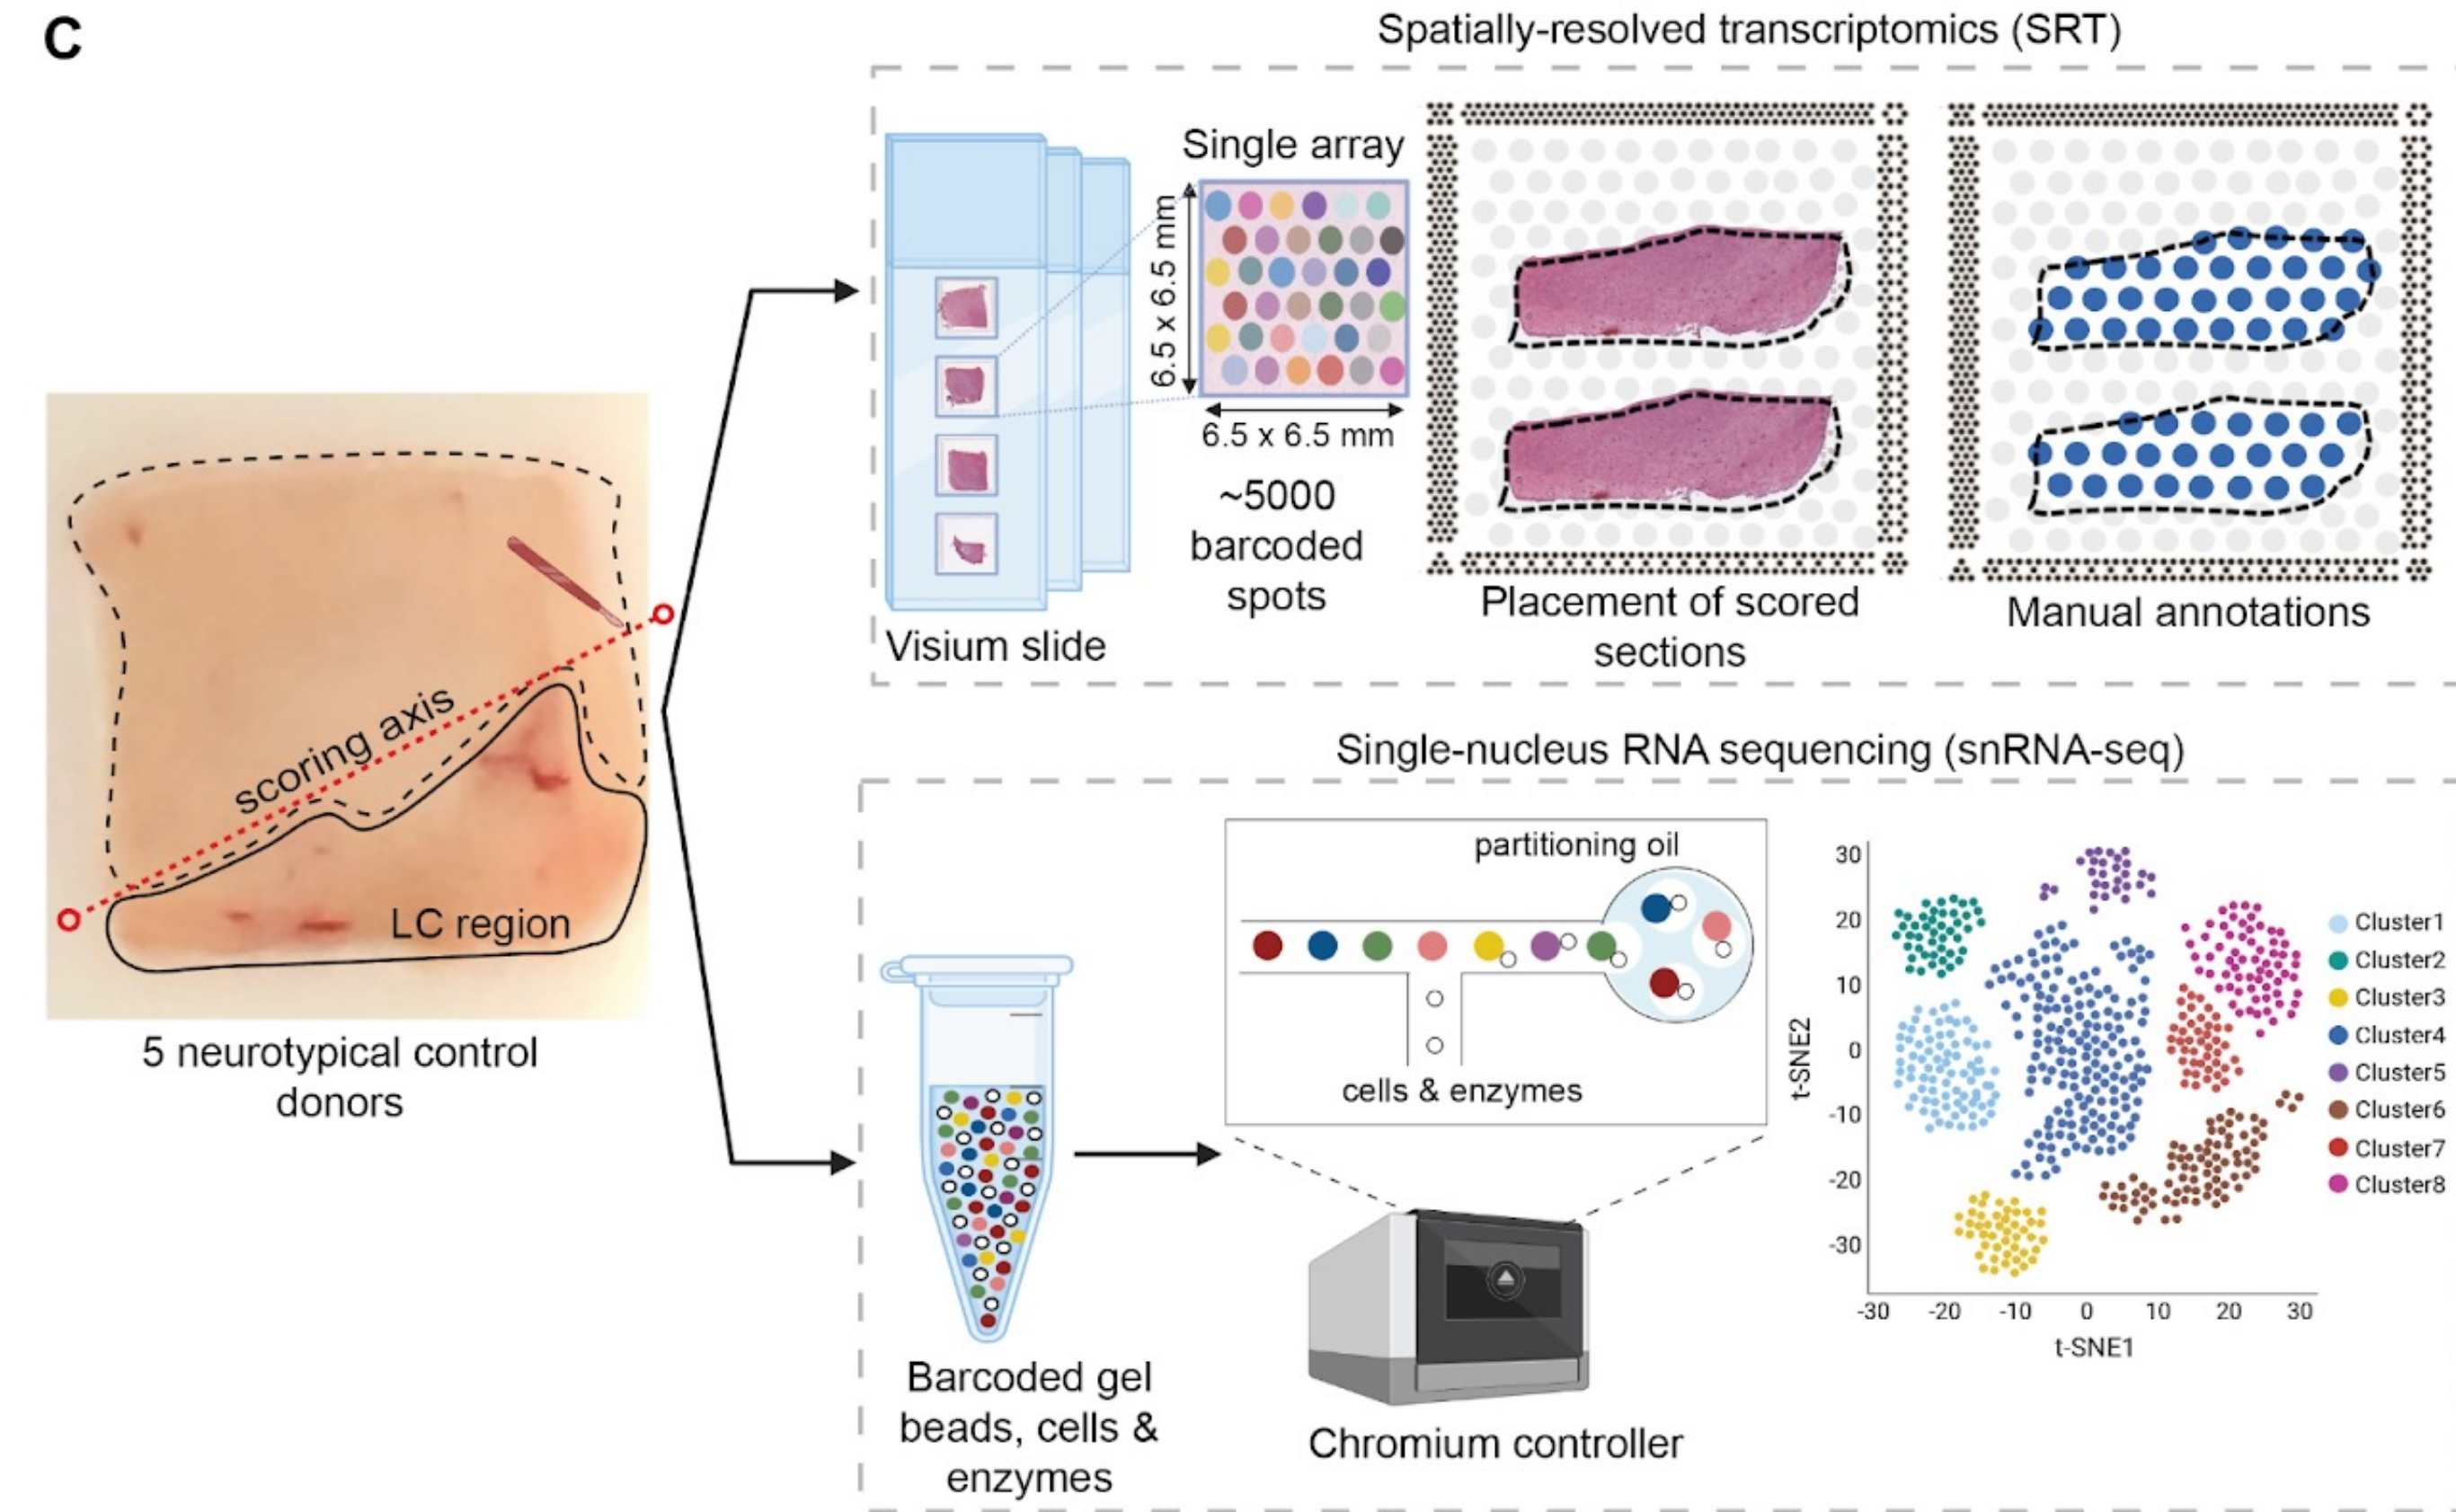 C
Spatially-resolved transcriptomics (SRT)
Single array
6.5 x 6.5 mm
6.5 x 6.5 mm
~5000
barcoded
spots
Visium slide
Placement of scored
sections
Manual annotations
scoring axis
LC region
5 neurotypical control
donors
Single-nucleus RNA sequencing (snRNA-seq)
partitioning oil
cells & enzymes
Barcoded gel
beads, cells &
enzymes
Chromium controller
t-SNE2
30
20
10
0
-10
-20
-30
-30
-20
-10
0
10
20
30
t-SNE1
Cluster1
Cluster2
Cluster3
Cluster4
Cluster5
Cluster6
Cluster7
Cluster8